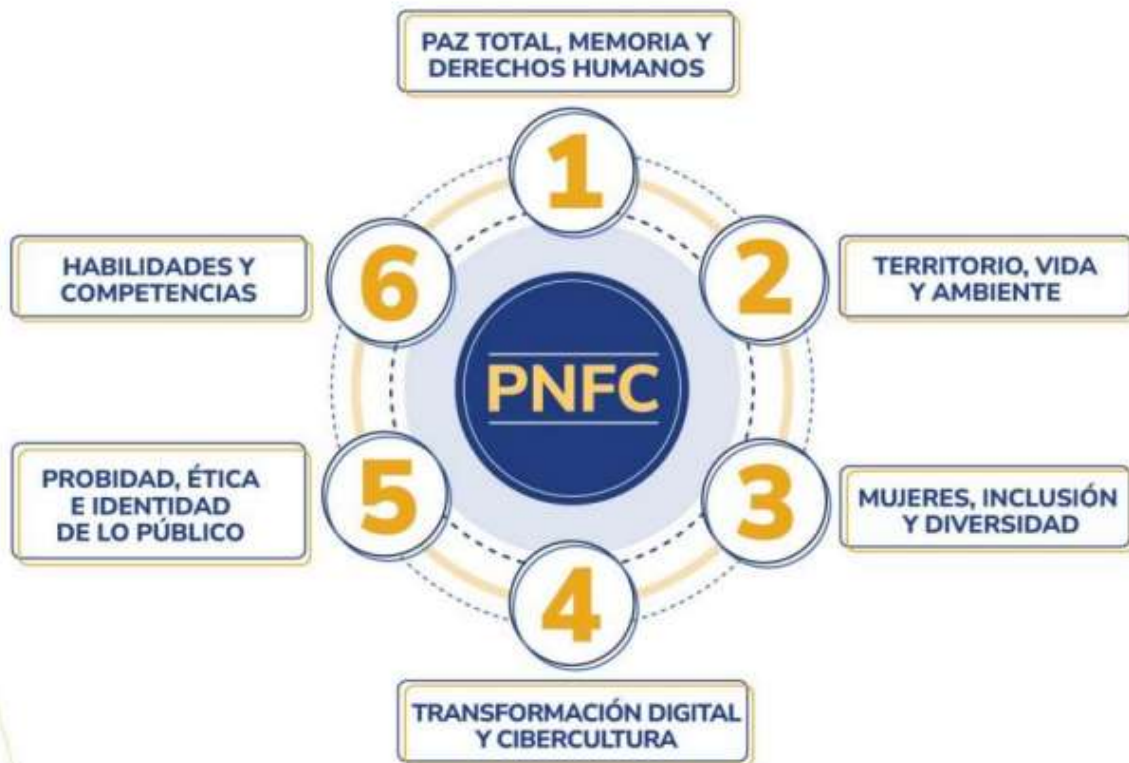 PAZ TOTAL, MEMORIA Y
DERECHOS HUMANOS
1
2
TERRITORIO, VIDA
Y AMBIENTE
3
MUJERES, INCLUSIÓN
Y DIVERSIDAD
4
TRANSFORMACIÓN DIGITAL
Y CIBERCULTURA
5
PROBIDAD, ÉTICA
E IDENTIDAD
DE LO PÚBLICO
6
HABILIDADES Y
COMPETENCIAS
PNFC